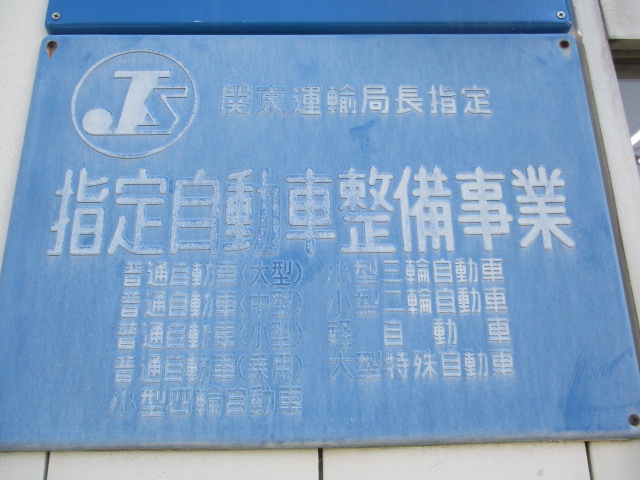 JS 関東運輸局長指定
指定自動車整備事業
普通自動車(大型) 小型三輪自動車
普通自動車(中型) 小型二輪自動車
普通自動車(小型) 軽自動車
普通自動車(乗用) 大型特殊自動車
小型四輪自動車